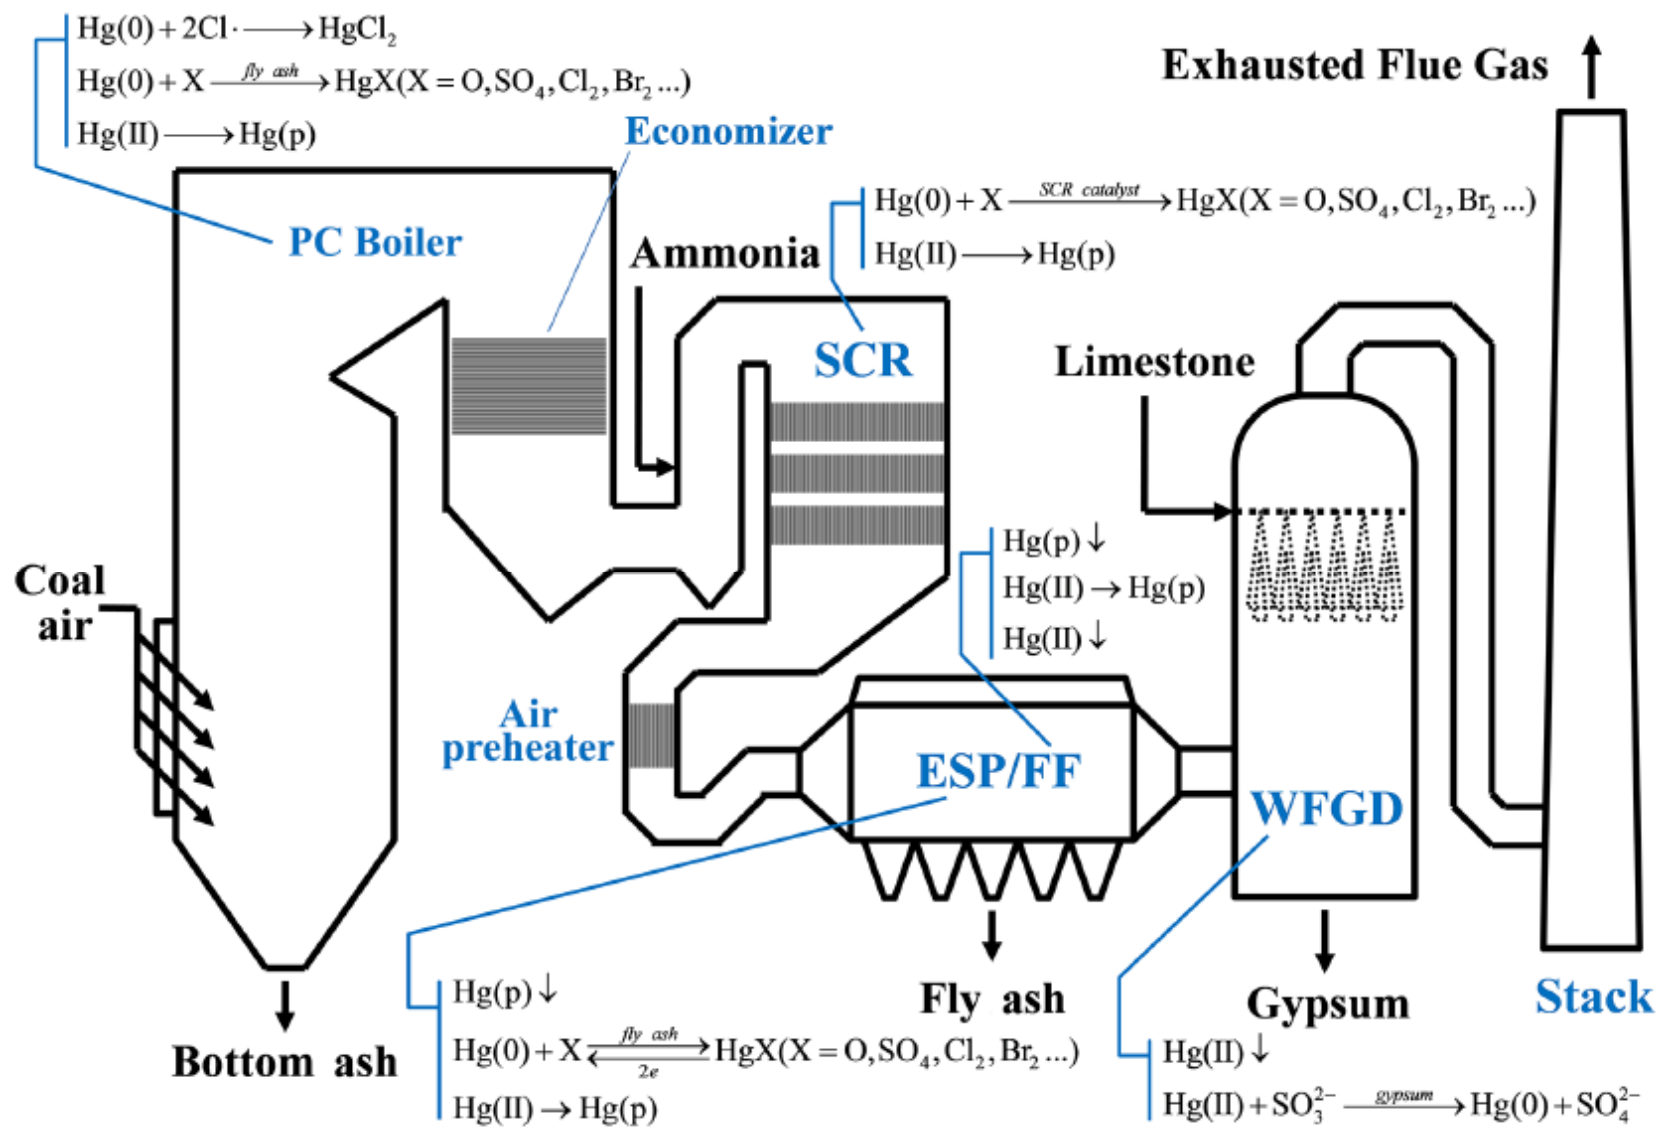 Hg(0) + 2Cl· ⟶ HgCl₂
Hg(0) + X —fly ash→ HgX(X = O, SO₄, Cl₂, Br₂ ...)
Hg(II) ⟶ Hg(p)
Economizer
Exhausted Flue Gas
PC Boiler
Ammonia
Hg(0) + X —SCR catalyst→ HgX(X = O, SO₄, Cl₂, Br₂ ...)
Hg(II) ⟶ Hg(p)
SCR
Limestone
Coal
air
Hg(p) ↓
Hg(II) → Hg(p)
Hg(II) ↓
Air
preheater
ESP/FF
WFGD
Fly ash
Gypsum
Stack
Bottom ash
Hg(p) ↓
Hg(0) + X ⇌ (fly ash / 2e) HgX(X = O, SO₄, Cl₂, Br₂ ...)
Hg(II) → Hg(p)
Hg(II) ↓
Hg(II) + SO₃²⁻ —gypsum→ Hg(0) + SO₄²⁻